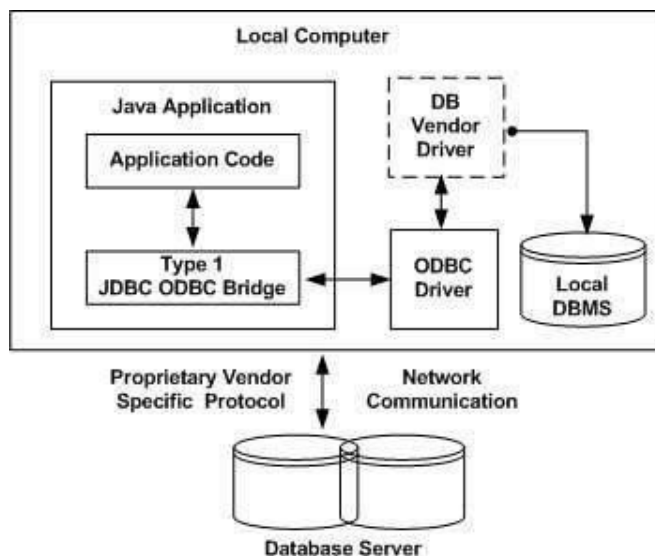 Local Computer
Java Application
Application Code
Type 1
JDBC ODBC Bridge
DB
Vendor
Driver
ODBC
Driver
Local
DBMS
Proprietary Vendor
Specific Protocol
Network
Communication
Database Server